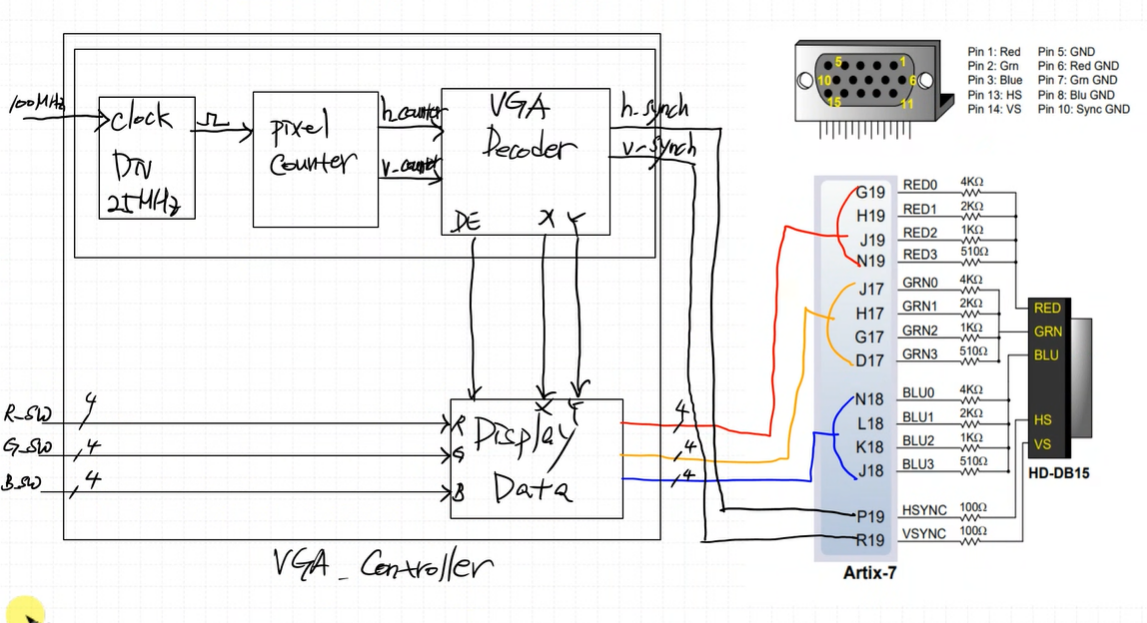 100MHz
clock
DIV
25MHz
pixel
counter
h_counter
v_counter
VGA
Decoder
DE X Y
h_synch
v_synch
R_SW 4
G_SW 4
B_SW 4
R
G
B
X Y
Display
Data
4
4
4
VGA_Controller
5 1
10 6
15 11
Pin 1: Red Pin 5: GND
Pin 2: Grn Pin 6: Red GND
Pin 3: Blue Pin 7: Grn GND
Pin 13: HS Pin 8: Blu GND
Pin 14: VS Pin 10: Sync GND
G19 RED0 4KΩ
H19 RED1 2KΩ
J19 RED2 1KΩ
N19 RED3 510Ω
J17 GRN0 4KΩ
H17 GRN1 2KΩ
G17 GRN2 1KΩ
D17 GRN3 510Ω
N18 BLU0 4KΩ
L18 BLU1 2KΩ
K18 BLU2 1KΩ
J18 BLU3 510Ω
P19 HSYNC 100Ω
R19 VSYNC 100Ω
Artix-7
RED
GRN
BLU
HS
VS
HD-DB15